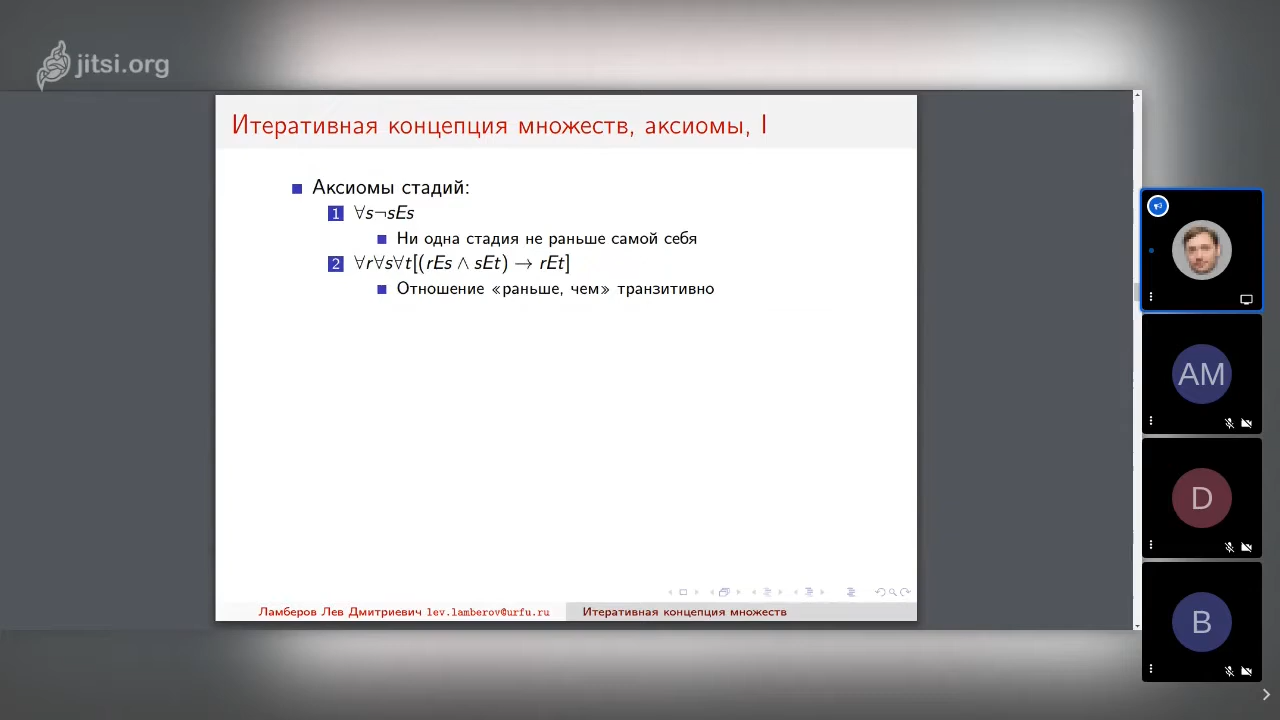 jitsi.org
Итеративная концепция множеств, аксиомы, I
Аксиомы стадий:
1 ∀s¬sEs
Ни одна стадия не раньше самой себя
2 ∀r∀s∀t[(rEs ∧ sEt) → rEt]
Отношение «раньше, чем» транзитивно
Ламберов Лев Дмитриевич lev.lamberov@urfu.ru
Итеративная концепция множеств
AM
D
B